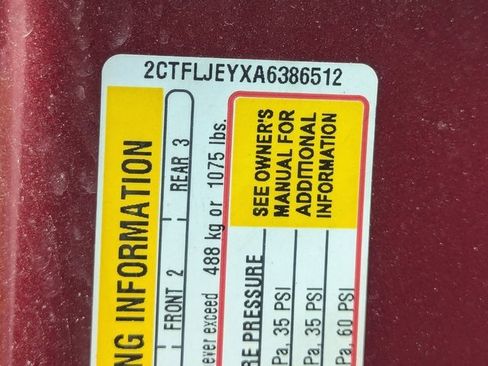 2CTFLJEYXA6386512
NG INFORMATION
FRONT 2
REAR 3
ever exceed 488 kg or 1075 lbs.
SEE OWNER'S
MANUAL FOR
ADDITIONAL
INFORMATION
RE PRESSURE
Pa, 35 PSI
Pa, 35 PSI
Pa, 60 PSI